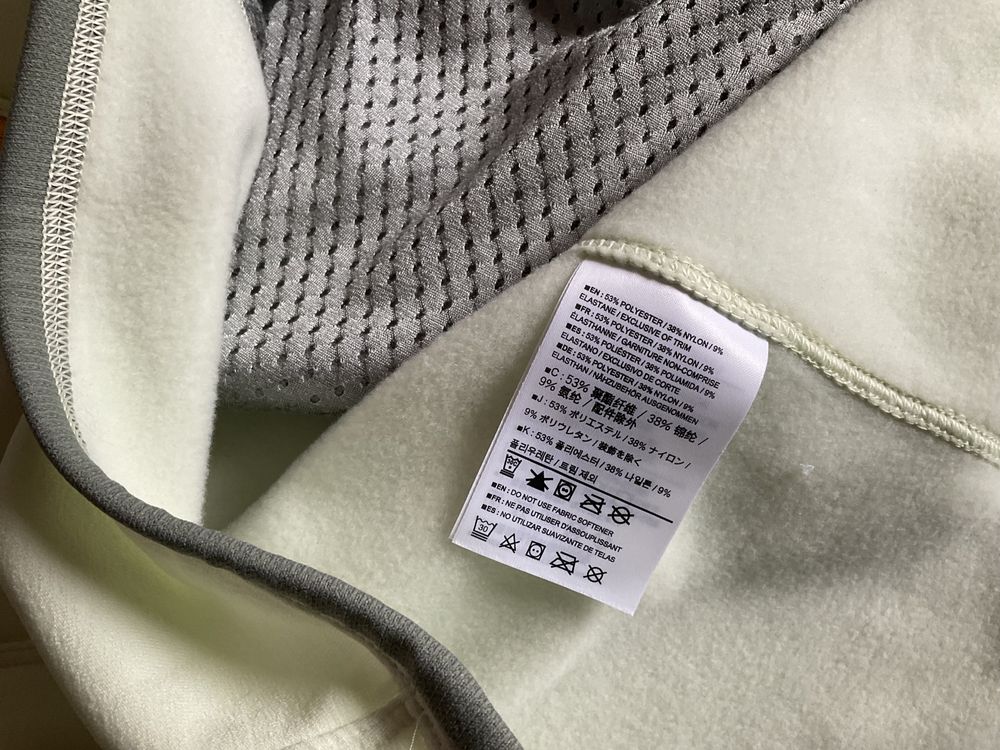 ■EN : 53% POLYESTER / 38% NYLON / 9%
ELASTANE / EXCLUSIVE OF TRIM
■FR : 53% POLYESTER / 38% NYLON / 9%
ÉLASTHANNE / GARNITURE NON-COMPRISE
■ES : 53% POLIÉSTER / 38% POLIAMIDA / 9%
ELASTANO / EXCLUSIVO DE CORTE
■DE : 53% POLYESTER / 38% NYLON / 9%
ELASTHAN / NÄHZUBEHÖR AUSGENOMMEN
■C : 53% 聚酯纤维 / 38% 锦纶 /
9% 氨纶 / 配件除外
■J : 53% ポリエステル / 38% ナイロン /
9% ポリウレタン / 装飾を除く
■K : 53% 폴리에스터 / 38% 나일론 / 9%
폴리우레탄 / 트림 제외
■EN : DO NOT USE FABRIC SOFTENER
■FR : NE PAS UTILISER D'ASSOUPLISSANT
■ES : NO UTILIZAR SUAVIZANTE DE TELAS
30